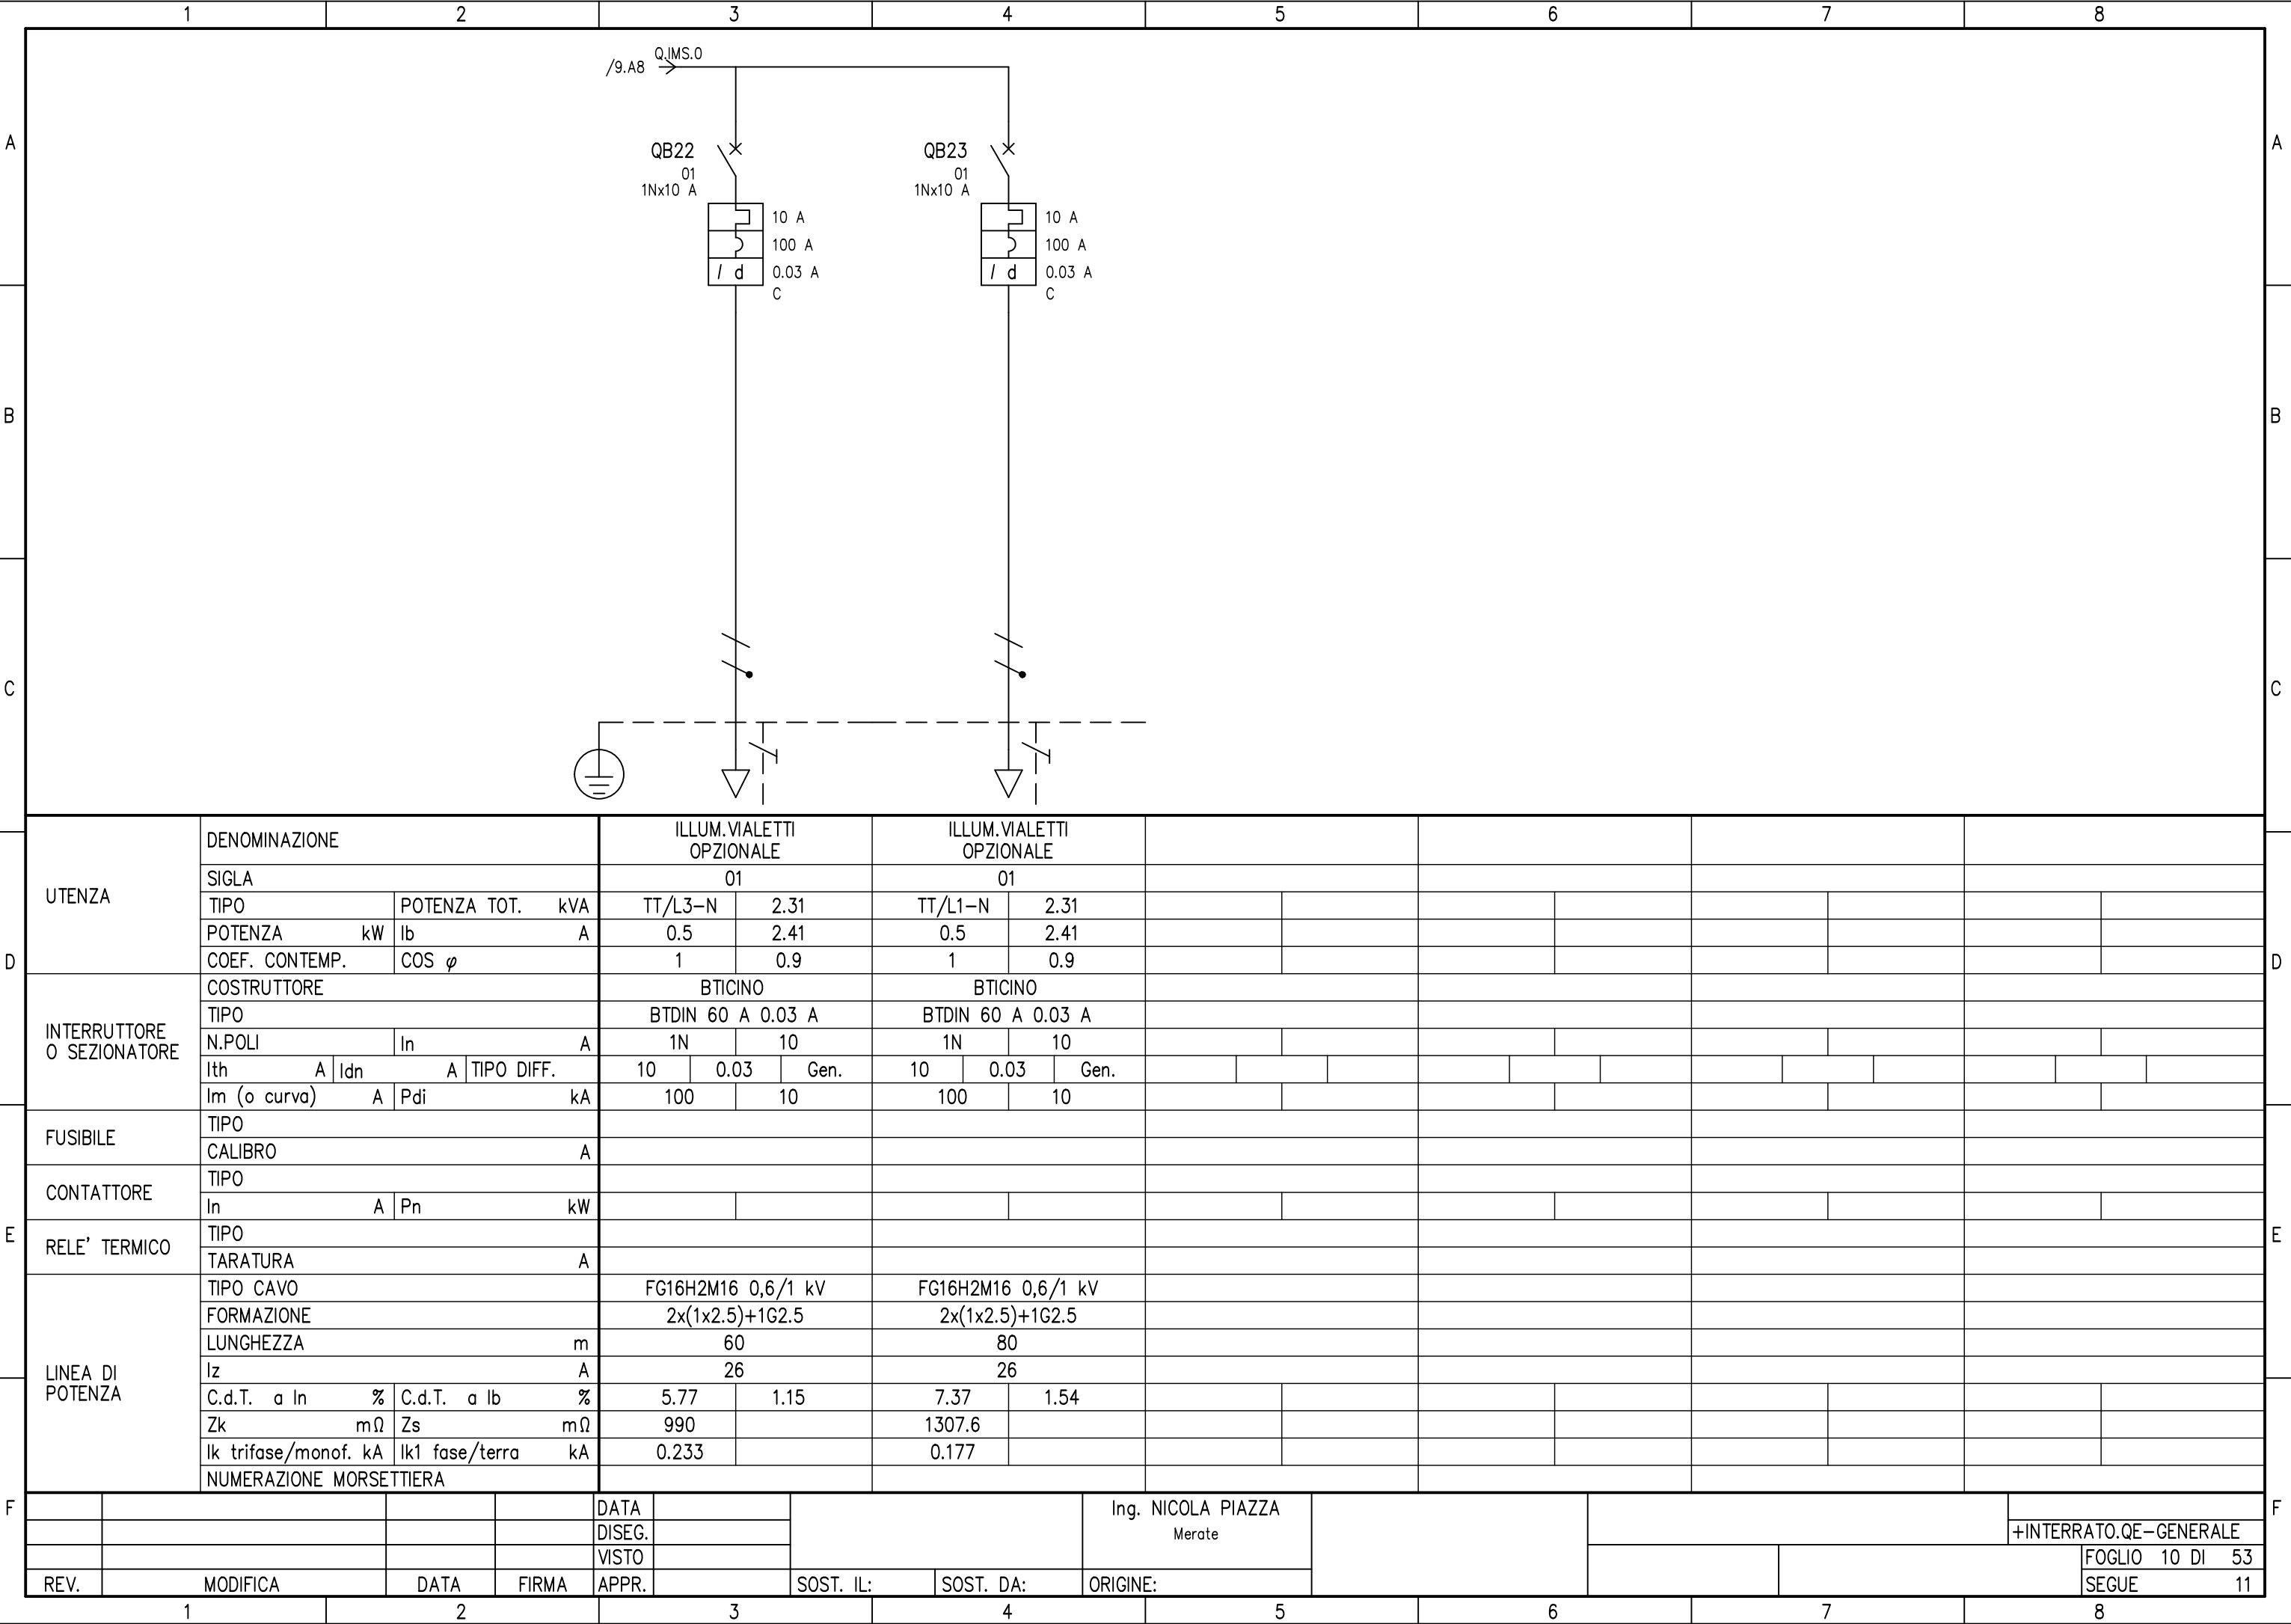 1 2 3 4 5 6 7 8
Q.IMS.0
/9.A8
A A
QB22 QB23
01 01
1Nx10 A 1Nx10 A
10 A 10 A
100 A 100 A
I d 0.03 A I d 0.03 A
C C
B B
C C
UTENZA
DENOMINAZIONE ILLUM.VIALETTI OPZIONALE ILLUM.VIALETTI OPZIONALE
SIGLA 01 01
TIPO POTENZA TOT. kVA TT/L3-N 2.31 TT/L1-N 2.31
POTENZA kW Ib A 0.5 2.41 0.5 2.41
D COEF. CONTEMP. COS φ 1 0.9 1 0.9 D
INTERRUTTORE
O SEZIONATORE
COSTRUTTORE BTICINO BTICINO
TIPO BTDIN 60 A 0.03 A BTDIN 60 A 0.03 A
N.POLI In A 1N 10 1N 10
Ith A Idn A TIPO DIFF. 10 0.03 Gen. 10 0.03 Gen.
Im (o curva) A Pdi kA 100 10 100 10
FUSIBILE
TIPO
CALIBRO A
CONTATTORE
TIPO
In A Pn kW
E RELE' TERMICO E
TIPO
TARATURA A
LINEA DI
POTENZA
TIPO CAVO FG16H2M16 0,6/1 kV FG16H2M16 0,6/1 kV
FORMAZIONE 2x(1x2.5)+1G2.5 2x(1x2.5)+1G2.5
LUNGHEZZA m 60 80
Iz A 26 26
C.d.T. a In % C.d.T. a Ib % 5.77 1.15 7.37 1.54
Zk mΩ Zs mΩ 990 1307.6
Ik trifase/monof. kA Ik1 fase/terra kA 0.233 0.177
NUMERAZIONE MORSETTIERA
F DATA Ing. NICOLA PIAZZA F
DISEG. Merate +INTERRATO.QE-GENERALE
VISTO FOGLIO 10 DI 53
REV. MODIFICA DATA FIRMA APPR. SOST. IL: SOST. DA: ORIGINE: SEGUE 11
1 2 3 4 5 6 7 8